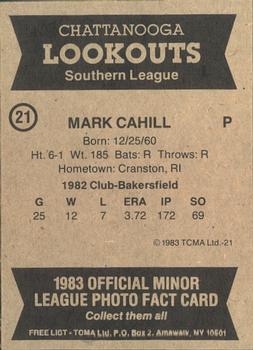 CHATTANOOGA
LOOKOUTS
Southern League
21
MARK CAHILL P
Born: 12/25/60
Ht. 6-1 Wt. 185 Bats: R Throws: R
Hometown: Cranston, RI
1982 Club-Bakersfield
G W L ERA IP SO
25 12 7 3.72 172 69
©1983 TCMA Ltd.-21
1983 OFFICIAL MINOR
LEAGUE PHOTO FACT CARD
Collect them all
FREE LIST - TCMA Ltd. P.O. Box 2, Amawalk, NY 10501